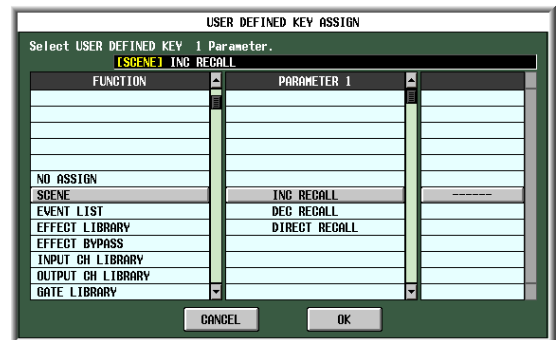 USER DEFINED KEY ASSIGN
Select USER DEFINED KEY 1 Parameter.
[SCENE] INC RECALL
FUNCTION PARAMETER 1
NO ASSIGN
SCENE INC RECALL ------
EVENT LIST DEC RECALL
EFFECT LIBRARY DIRECT RECALL
EFFECT BYPASS
INPUT CH LIBRARY
OUTPUT CH LIBRARY
GATE LIBRARY
CANCEL OK